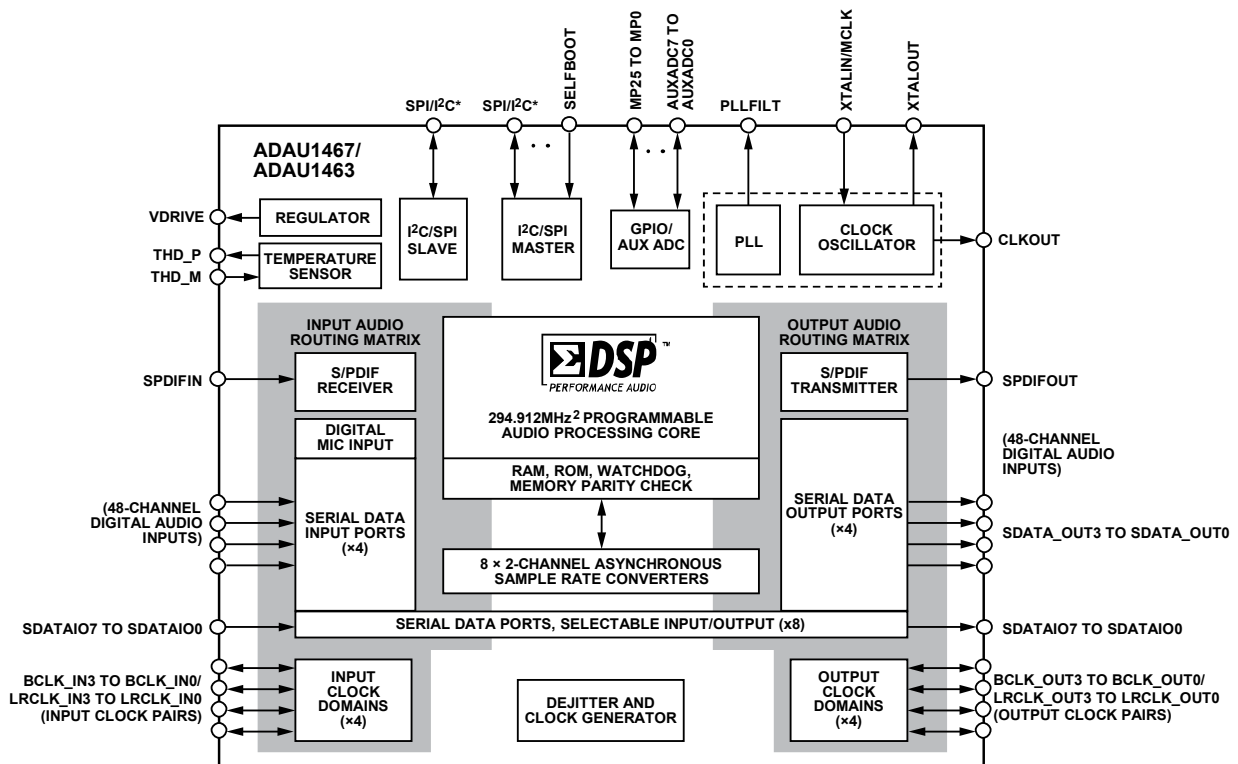 SPI/I2C*
SPI/I2C*
SELFBOOT
MP25 TO MP0
AUXADC7 TO
AUXADC0
PLLFILT
XTALIN/MCLK
XTALOUT
ADAU1467/
ADAU1463
VDRIVE
REGULATOR
THD_P
THD_M
TEMPERATURE
SENSOR
I2C/SPI
SLAVE
I2C/SPI
MASTER
GPIO/
AUX ADC
PLL
CLOCK
OSCILLATOR
CLKOUT
INPUT AUDIO
ROUTING MATRIX
OUTPUT AUDIO
ROUTING MATRIX
SPDIFIN
S/PDIF
RECEIVER
ΣDSP™
PERFORMANCE AUDIO
294.912MHz2 PROGRAMMABLE
AUDIO PROCESSING CORE
S/PDIF
TRANSMITTER
SPDIFOUT
DIGITAL
MIC INPUT
RAM, ROM, WATCHDOG,
MEMORY PARITY CHECK
(48-CHANNEL
DIGITAL AUDIO
INPUTS)
(48-CHANNEL
DIGITAL AUDIO
INPUTS)
SERIAL DATA
INPUT PORTS
(×4)
SERIAL DATA
OUTPUT PORTS
(×4)
SDATA_OUT3 TO SDATA_OUT0
8 × 2-CHANNEL ASYNCHRONOUS
SAMPLE RATE CONVERTERS
SDATAIO7 TO SDATAIO0
SERIAL DATA PORTS, SELECTABLE INPUT/OUTPUT (x8)
SDATAIO7 TO SDATAIO0
BCLK_IN3 TO BCLK_IN0/
LRCLK_IN3 TO LRCLK_IN0
(INPUT CLOCK PAIRS)
INPUT
CLOCK
DOMAINS
(×4)
DEJITTER AND
CLOCK GENERATOR
OUTPUT
CLOCK
DOMAINS
(×4)
BCLK_OUT3 TO BCLK_OUT0/
LRCLK_OUT3 TO LRCLK_OUT0
(OUTPUT CLOCK PAIRS)